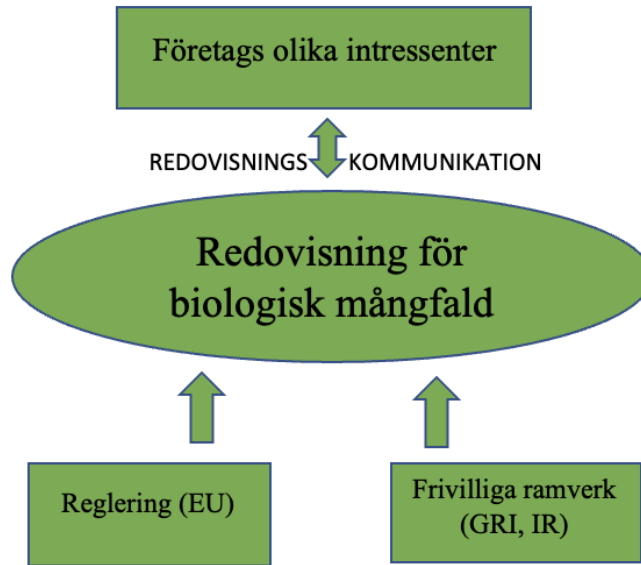 Företags olika intressenter
REDOVISNINGS KOMMUNIKATION
Redovisning för
biologisk mångfald
Reglering (EU)
Frivilliga ramverk
(GRI, IR)